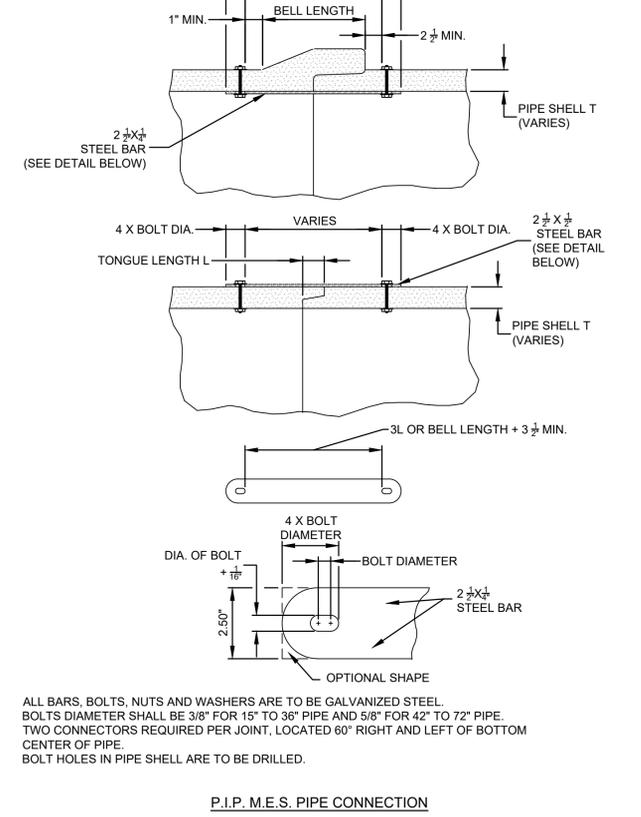 BELL LENGTH
1" MIN.
2 1/2" MIN.
PIPE SHELL T
(VARIES)
2 1/2"X1/4"
STEEL BAR
(SEE DETAIL BELOW)
4 X BOLT DIA.
VARIES
4 X BOLT DIA.
2 1/2 X 1/2"
STEEL BAR
(SEE DETAIL
BELOW)
TONGUE LENGTH L
PIPE SHELL T
(VARIES)
3L OR BELL LENGTH + 3 1/2" MIN.
4 X BOLT
DIAMETER
DIA. OF BOLT
+ 1/16"
BOLT DIAMETER
2.50"
2 1/2"X1/4"
STEEL BAR
OPTIONAL SHAPE
ALL BARS, BOLTS, NUTS AND WASHERS ARE TO BE GALVANIZED STEEL.
BOLTS DIAMETER SHALL BE 3/8" FOR 15" TO 36" PIPE AND 5/8" FOR 42" TO 72" PIPE.
TWO CONNECTORS REQUIRED PER JOINT, LOCATED 60° RIGHT AND LEFT OF BOTTOM
CENTER OF PIPE.
BOLT HOLES IN PIPE SHELL ARE TO BE DRILLED.
P.I.P. M.E.S. PIPE CONNECTION